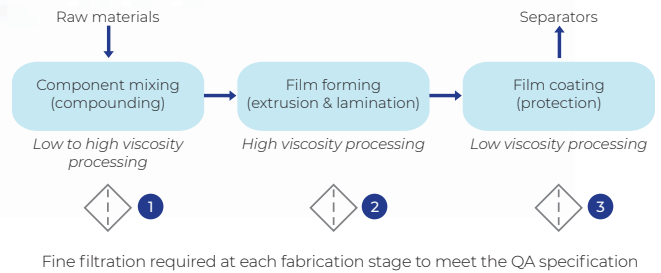 Raw materials
Separators
Component mixing
(compounding)
Film forming
(extrusion & lamination)
Film coating
(protection)
Low to high viscosity
processing
High viscosity processing
Low viscosity processing
1
2
3
Fine filtration required at each fabrication stage to meet the QA specification